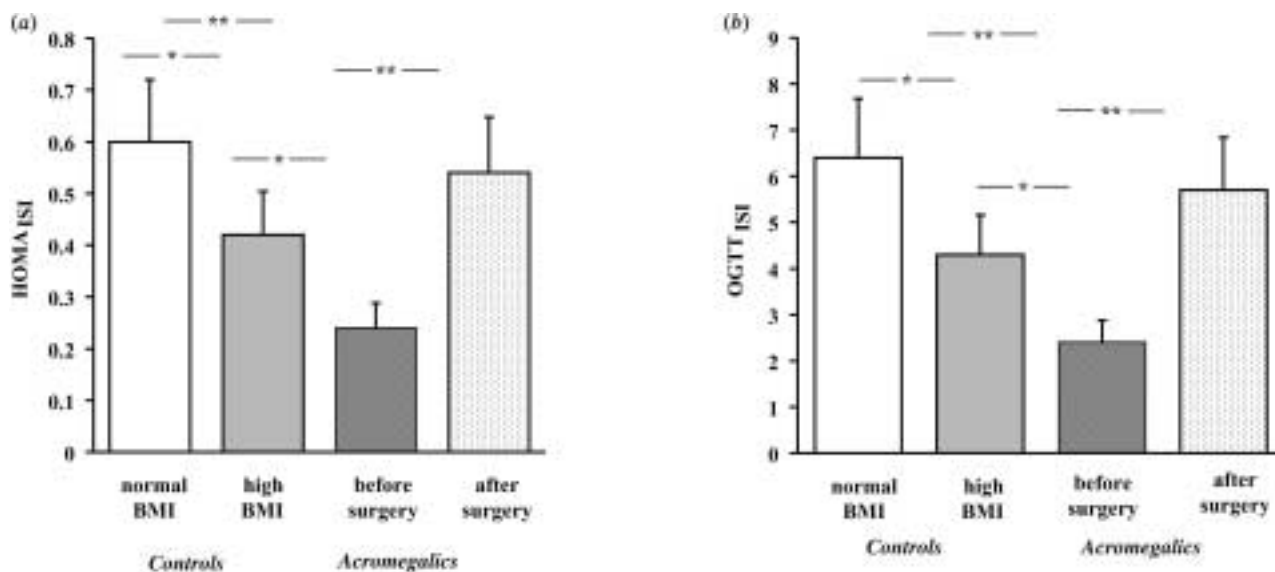 (a)
**
0.8
*
**
0.7
0.6
*
0.5
0.4
0.3
0.2
0.1
0
HOMA ISI
normal BMI
high BMI
before surgery
after surgery
Controls
Acromegalics
(b)
**
9
*
8
**
7
6
*
5
4
3
2
1
0
OGTT ISI
normal BMI
high BMI
before surgery
after surgery
Controls
Acromegalics